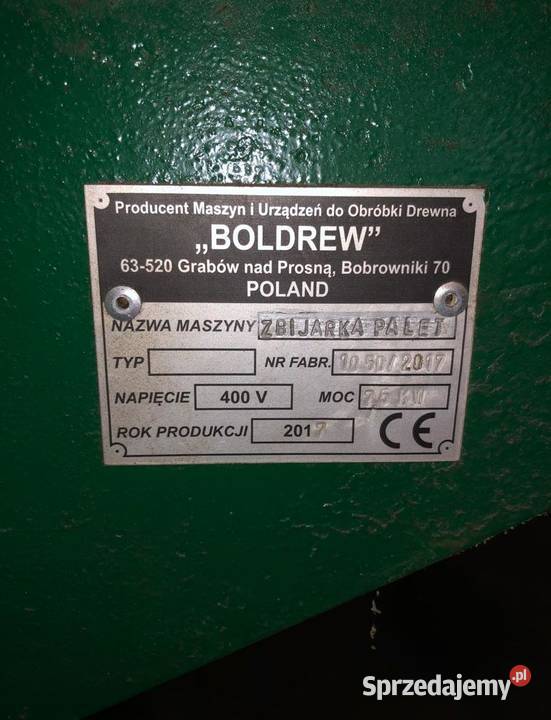 Producent Maszyn i Urządzeń do Obróbki Drewna
„BOLDREW”
63-520 Grabów nad Prosną, Bobrowniki 70
POLAND
NAZWA MASZYNY ZBIJARKA PALET
TYP NR FABR. 10 50/2017
NAPIĘCIE 400 V MOC 7,5 KW
ROK PRODUKCJI 2017 CE
Sprzedajemy.pl